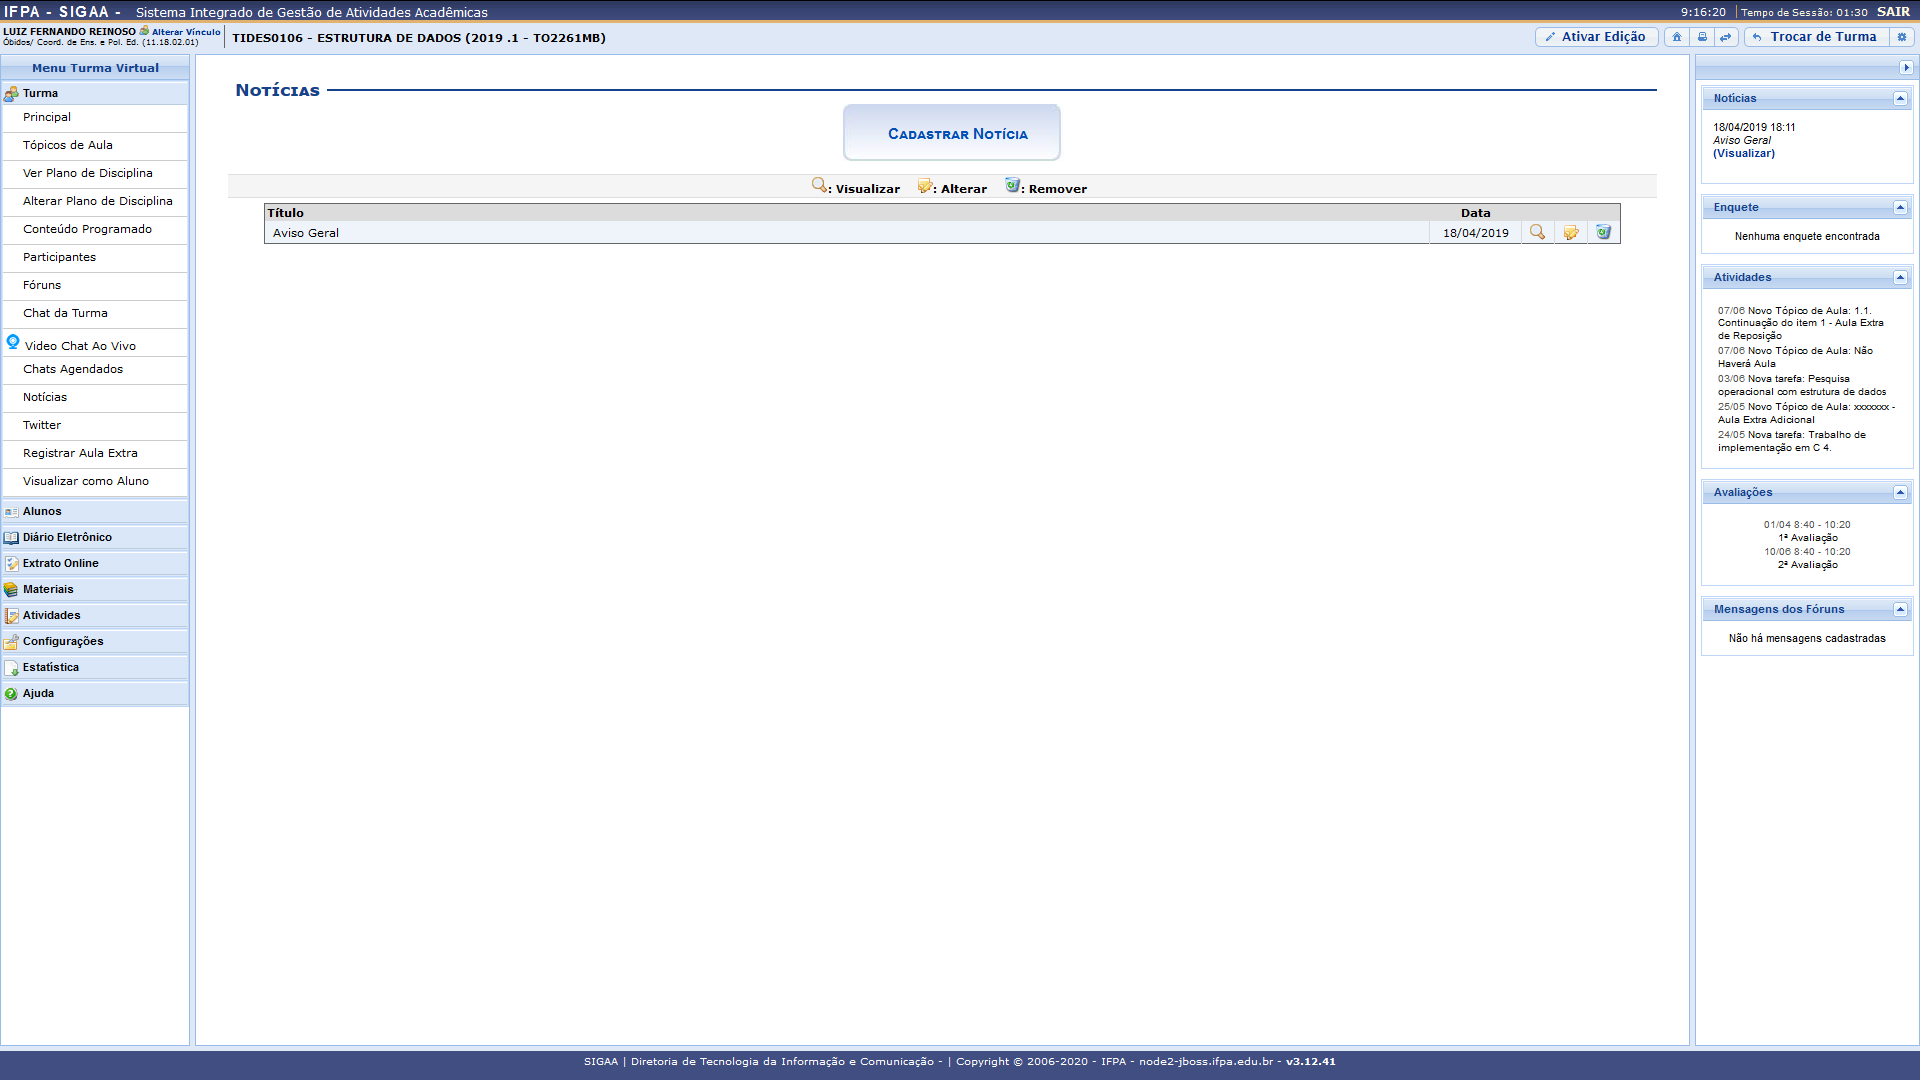 IFPA - SIGAA - Sistema Integrado de Gestão de Atividades Acadêmicas
9:16:20 Tempo de Sessão: 01:30 SAIR
LUIZ FERNANDO REINOSO Alterar Vínculo
Óbidos/ Coord. de Ens. e Pol. Ed. (11.18.02.01)
TIDES0106 - ESTRUTURA DE DADOS (2019 .1 - TO2261MB)
Ativar Edição
Trocar de Turma
Menu Turma Virtual
Turma
Principal
Tópicos de Aula
Ver Plano de Disciplina
Alterar Plano de Disciplina
Conteúdo Programado
Participantes
Fóruns
Chat da Turma
Video Chat Ao Vivo
Chats Agendados
Notícias
Twitter
Registrar Aula Extra
Visualizar como Aluno
Alunos
Diário Eletrônico
Extrato Online
Materiais
Atividades
Configurações
Estatística
Ajuda
Notícias
Cadastrar Notícia
: Visualizar : Alterar : Remover
Título Data
Aviso Geral 18/04/2019
Notícias
18/04/2019 18:11
Aviso Geral
(Visualizar)
Enquete
Nenhuma enquete encontrada
Atividades
07/06 Novo Tópico de Aula: 1.1.
Continuação do item 1 - Aula Extra
de Reposição
07/06 Novo Tópico de Aula: Não
Haverá Aula
03/06 Nova tarefa: Pesquisa
operacional com estrutura de dados
25/05 Novo Tópico de Aula: xxxxxxx -
Aula Extra Adicional
24/05 Nova tarefa: Trabalho de
implementação em C 4.
Avaliações
01/04 8:40 - 10:20
1ª Avaliação
10/06 8:40 - 10:20
2ª Avaliação
Mensagens dos Fóruns
Não há mensagens cadastradas
SIGAA | Diretoria de Tecnologia da Informação e Comunicação - | Copyright © 2006-2020 - IFPA - node2-jboss.ifpa.edu.br - v3.12.41